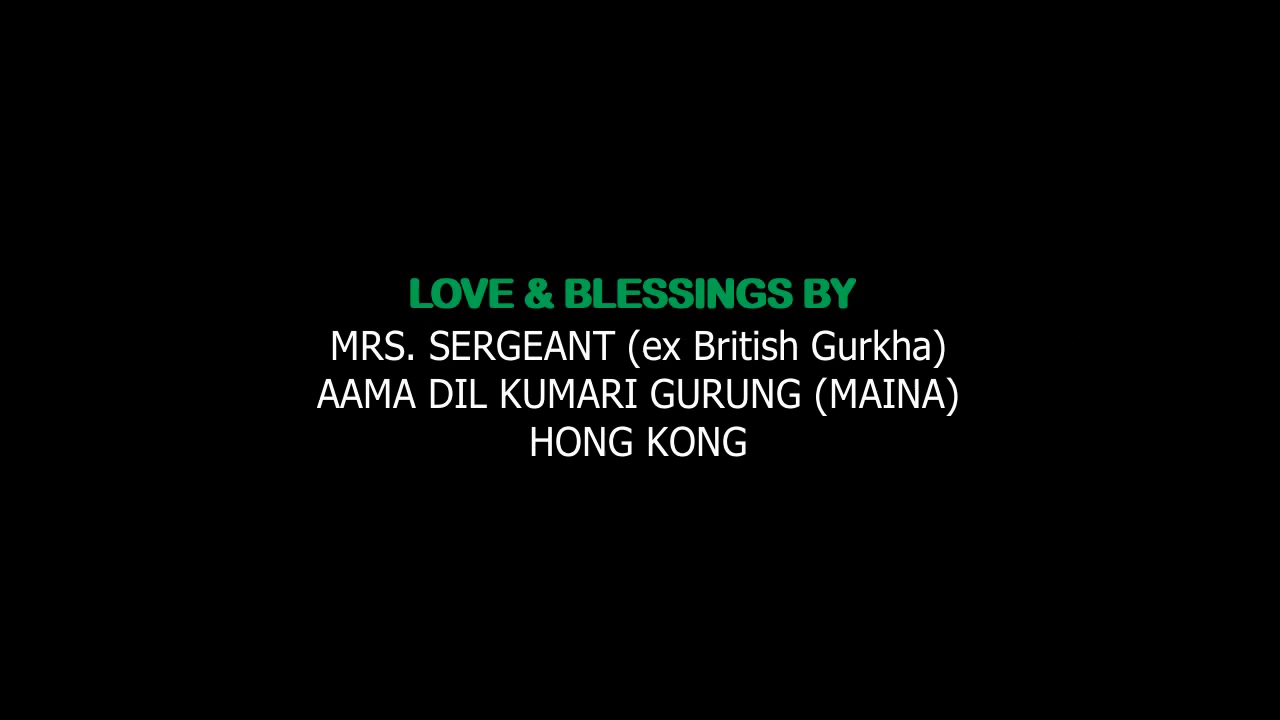 LOVE & BLESSINGS BY
MRS. SERGEANT (ex British Gurkha)
AAMA DIL KUMARI GURUNG (MAINA)
HONG KONG